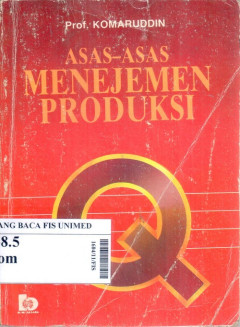 Prof. KOMARUDDIN
ASAS-ASAS
MENEJEMEN
PRODUKSI
ANG BACA FIS UNIMED
8.5
om
Q